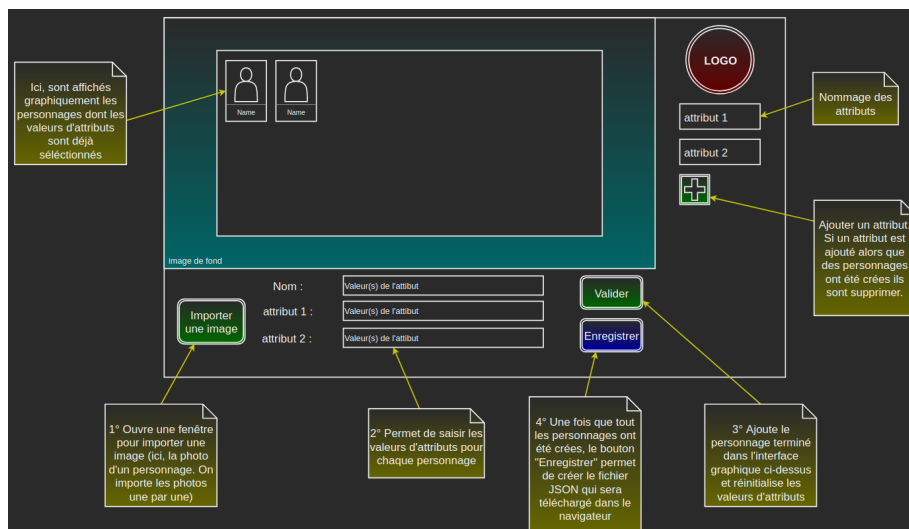 LOGO
Ici, sont affichés
graphiquement les
personnages dont les
valeurs d'attributs
sont déjà
séléctionnés
Name
Name
attribut 1
Nommage des
attributs
attribut 2
Ajouter un attribut.
Si un attribut est
ajouté alors que
des personnages
ont été crées ils
sont supprimer.
image de fond
Nom :
Valeur(s) de l'attibut
Valider
Importer
une image
attribut 1 :
Valeur(s) de l'attibut
attribut 2 :
Valeur(s) de l'attibut
Enregistrer
1° Ouvre une fenêtre
pour importer une
image (ici, la photo
d'un personnage. On
importe les photos
une par une)
2° Permet de saisir les
valeurs d'attributs pour
chaque personnage
4° Une fois que tout
les personnages ont
été crées, le bouton
"Enregistrer" permet
de créer le fichier
JSON qui sera
téléchargé dans le
navigateur
3° Ajoute le
personnage terminé
dans l'interface
graphique ci-dessus
et réinitialise les
valeurs d'attributs